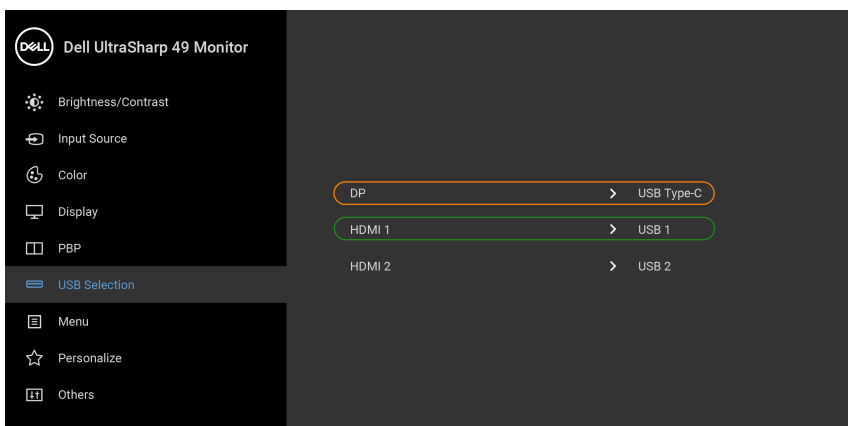 DELL Dell UltraSharp 49 Monitor
Brightness/Contrast
Input Source
Color
Display
PBP
USB Selection
Menu
Personalize
Others
DP > USB Type-C
HDMI 1 > USB 1
HDMI 2 > USB 2